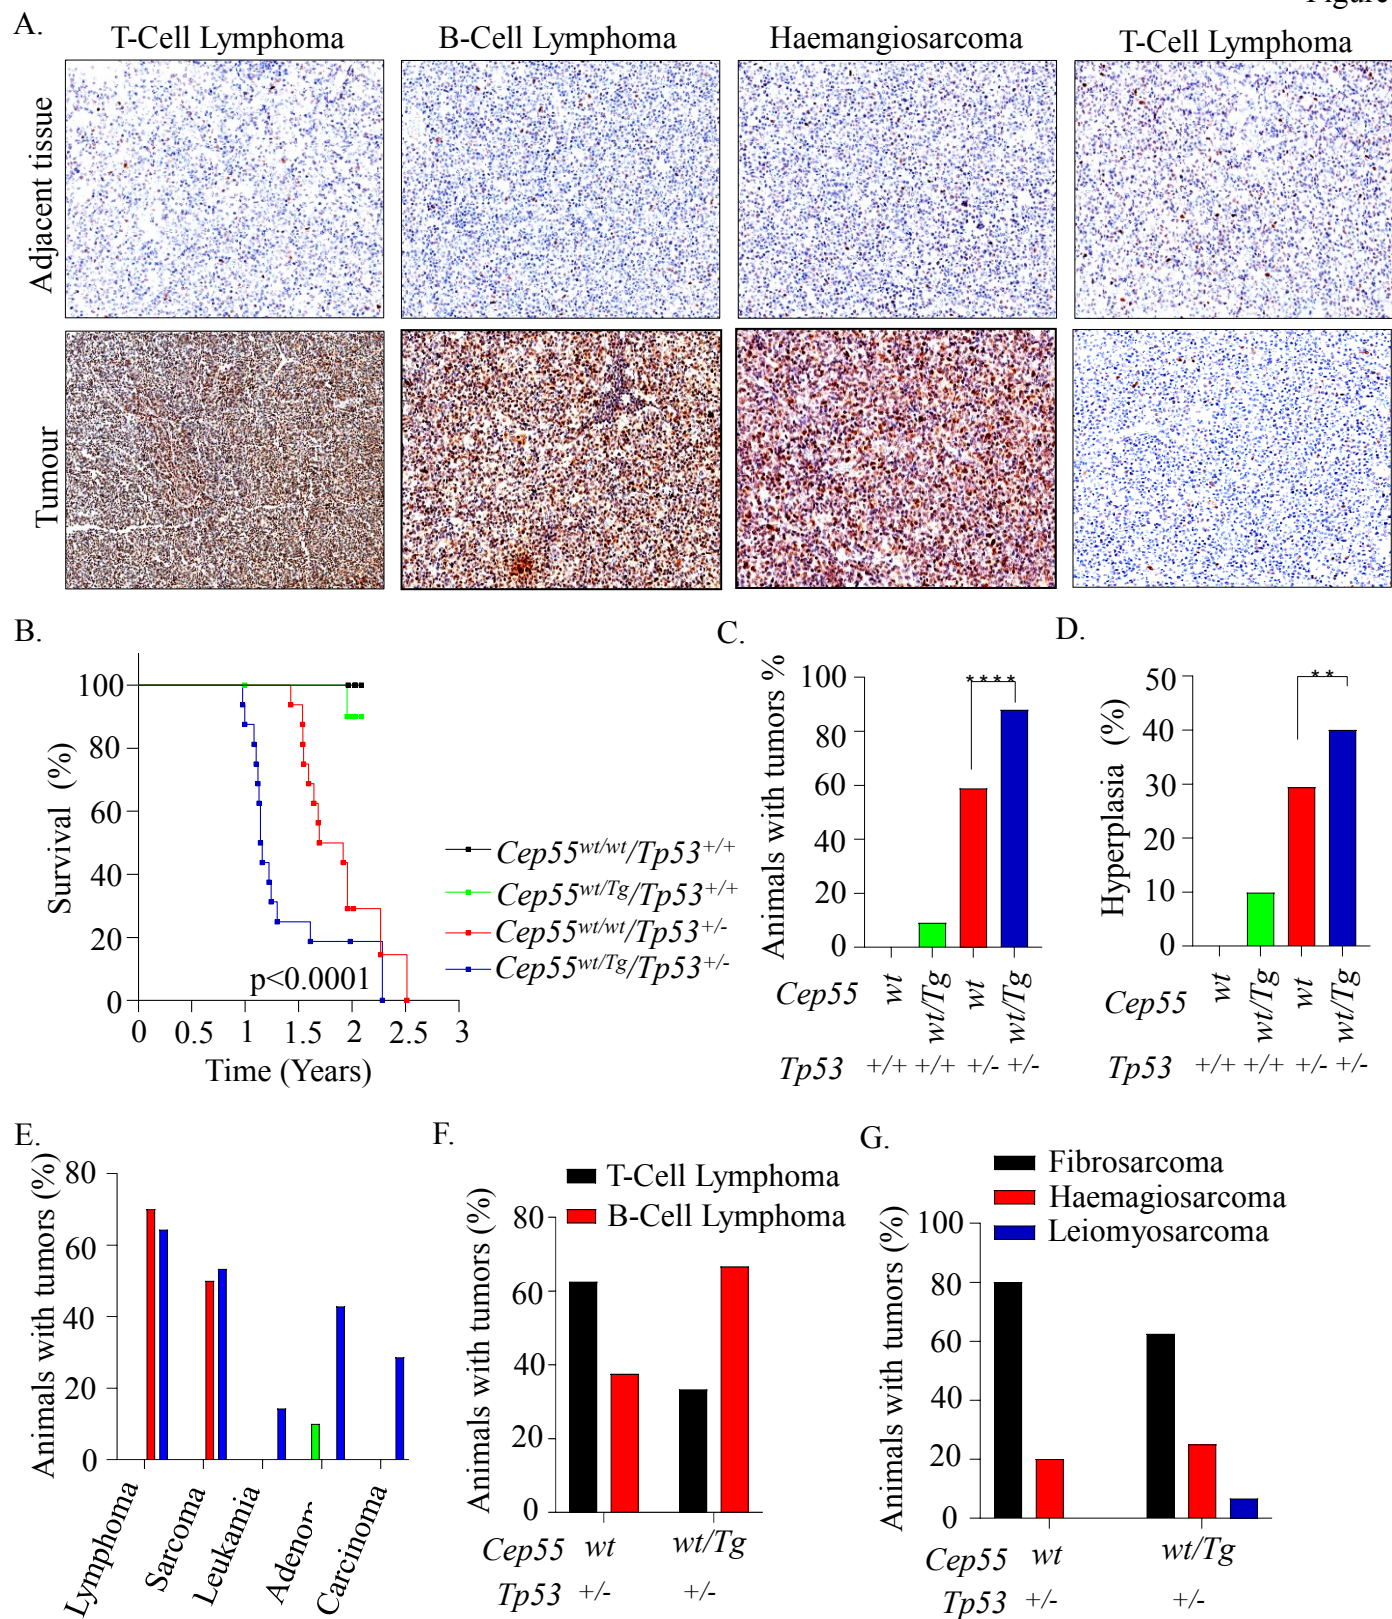 Figure
A.
T-Cell Lymphoma
B-Cell Lymphoma
Haemangiosarcoma
T-Cell Lymphoma
Adjacent tissue
Tumour
B.
Survival (%)
100
80
60
40
20
0
0 0.5 1 1.5 2 2.5 3
Time (Years)
p<0.0001
Cep55wt/wt/Tp53+/+
Cep55wt/Tg/Tp53+/+
Cep55wt/wt/Tp53+/-
Cep55wt/Tg/Tp53+/-
C.
Animals with tumors %
100
80
60
40
20
0
****
Cep55 wt wt/Tg wt wt/Tg
Tp53 +/+ +/+ +/- +/-
D.
Hyperplasia (%)
50
40
30
20
10
0
**
Cep55 wt wt/Tg wt wt/Tg
Tp53 +/+ +/+ +/- +/-
E.
Animals with tumors (%)
80
60
40
20
0
Lymphoma
Sarcoma
Leukamia
Carcinoma
F.
T-Cell Lymphoma
B-Cell Lymphoma
Animals with tumors (%)
80
60
40
20
0
Cep55 wt wt/Tg
Tp53 +/- +/-
G.
Fibrosarcoma
Haemagiosarcoma
Leiomyosarcoma
Animals with tumors (%)
100
80
60
40
20
0
Cep55 wt wt/Tg
Tp53 +/- +/-